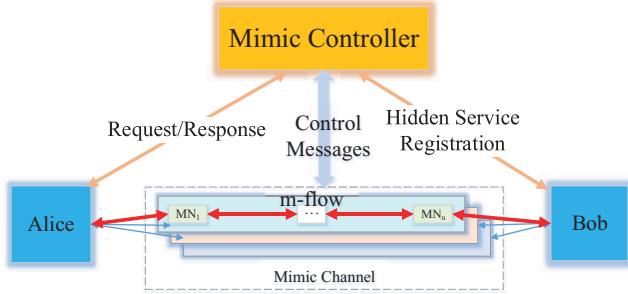 Mimic Controller
Request/Response
Control
Messages
Hidden Service
Registration
m-flow
Alice
MN₁
...
MNₙ
Bob
Mimic Channel